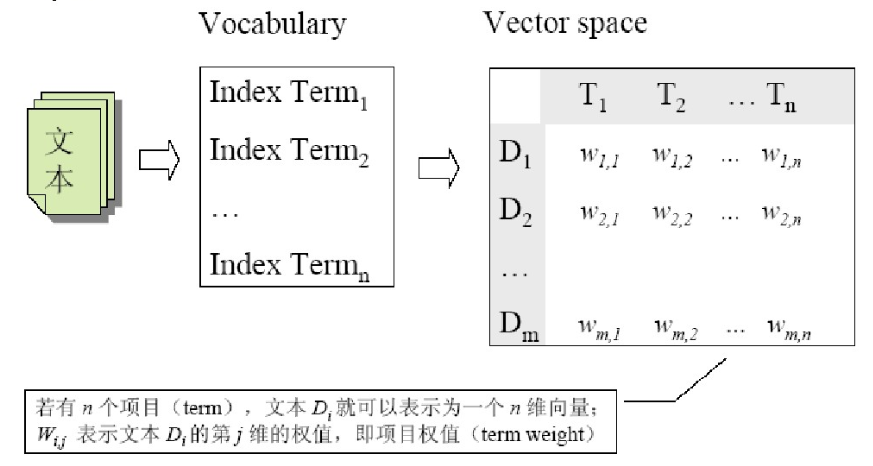 Vocabulary
Vector space
文
本
Index Term1
Index Term2
…
Index Termn
T1 T2 … Tn
D1 w1,1 w1,2 … w1,n
D2 w2,1 w2,2 … w2,n
…
Dm wm,1 wm,2 … wm,n
若有 n 个项目（term），文本 Di 就可以表示为一个 n 维向量；
Wi,j 表示文本 Di 的第 j 维的权值，即项目权值（term weight）